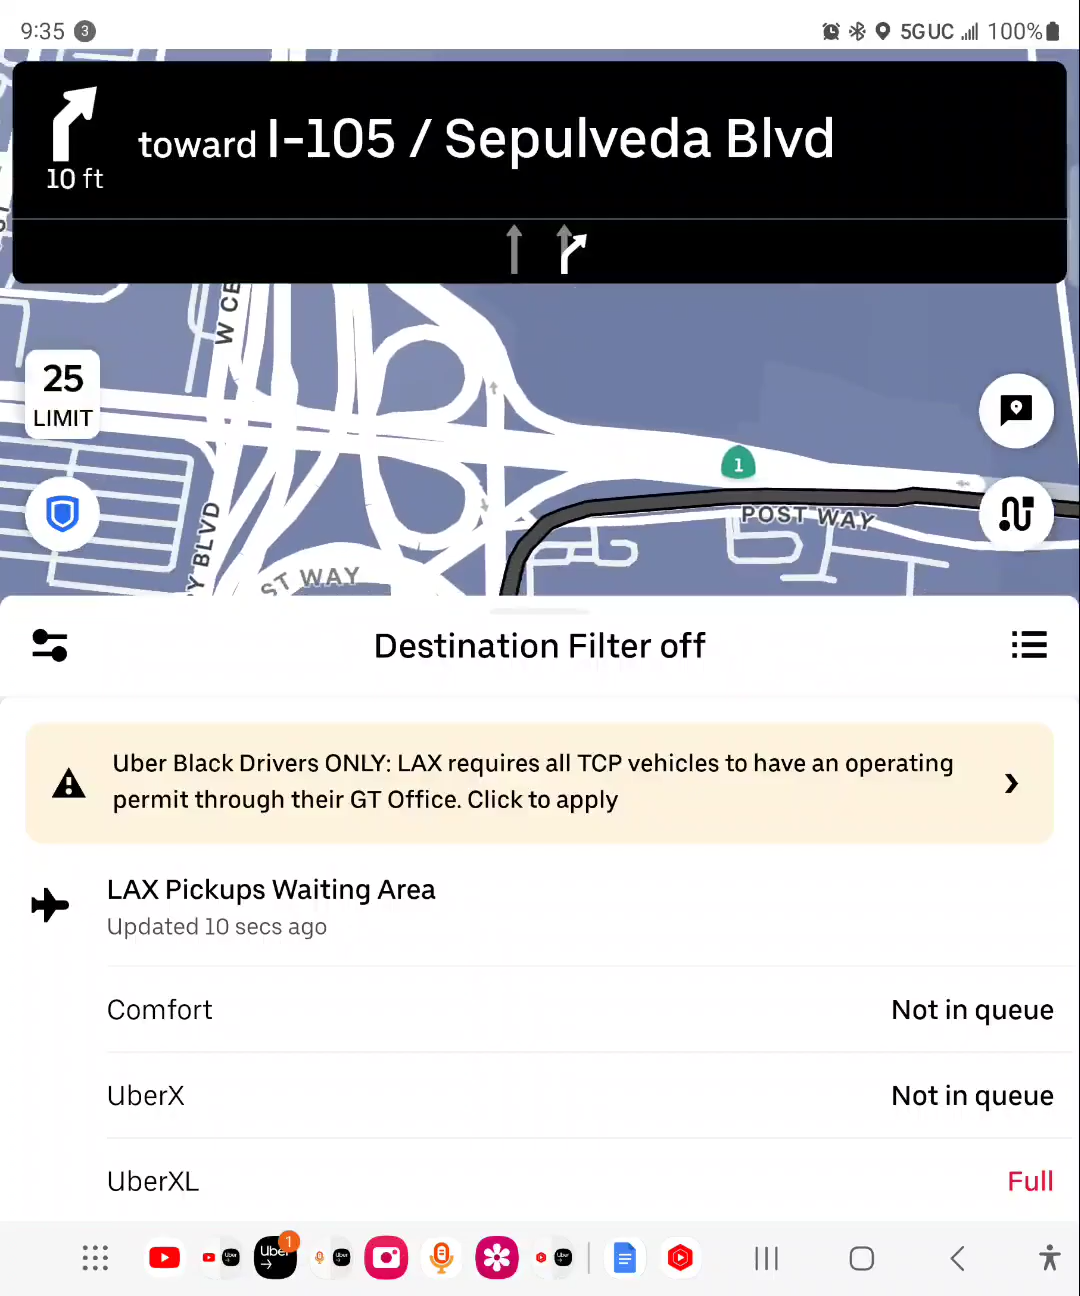 9:35 3 5G UC 100%
toward I-105 / Sepulveda Blvd
10 ft
W CE
25
LIMIT
1
POST WAY
Y BLVD
ST WAY
Destination Filter off
Uber Black Drivers ONLY: LAX requires all TCP vehicles to have an operating
permit through their GT Office. Click to apply
LAX Pickups Waiting Area
Updated 10 secs ago
Comfort Not in queue
UberX Not in queue
UberXL Full
Uber 1